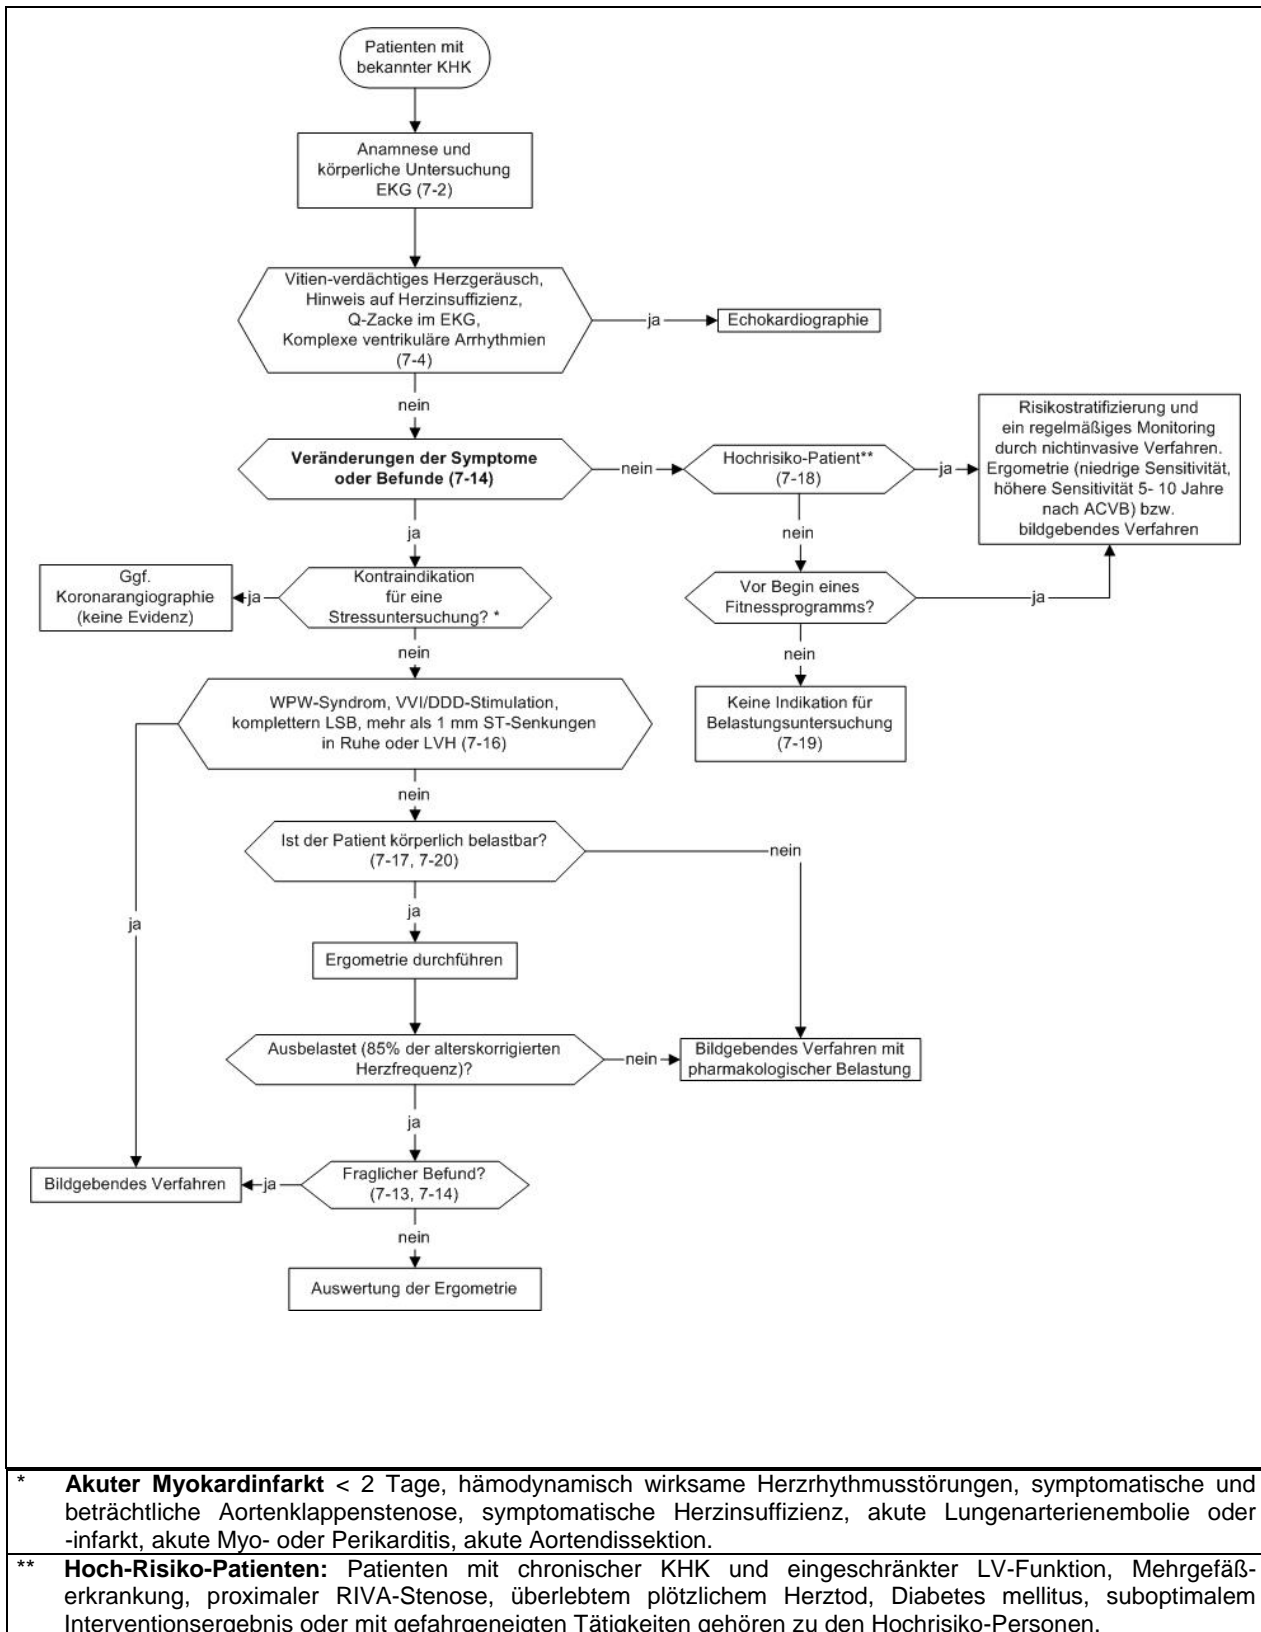 Patienten mit
bekannter KHK
Anamnese und
körperliche Untersuchung
EKG (7-2)
Vitien-verdächtiges Herzgeräusch,
Hinweis auf Herzinsuffizienz,
Q-Zacke im EKG,
Komplexe ventrikuläre Arrhythmien
(7-4)
ja
Echokardiographie
nein
Veränderungen der Symptome
oder Befunde (7-14)
nein
Hochrisiko-Patient**
(7-18)
ja
Risikostratifizierung und
ein regelmäßiges Monitoring
durch nichtinvasive Verfahren.
Ergometrie (niedrige Sensitivität,
höhere Sensitivität 5- 10 Jahre
nach ACVB) bzw.
bildgebendes Verfahren
nein
Vor Begin eines
Fitnessprogramms?
ja
nein
Keine Indikation für
Belastungsuntersuchung
(7-19)
ja
Kontraindikation
für eine
Stressuntersuchung? *
ja
Ggf.
Koronarangiographie
(keine Evidenz)
nein
WPW-Syndrom, VVI/DDD-Stimulation,
komplettern LSB, mehr als 1 mm ST-Senkungen
in Ruhe oder LVH (7-16)
ja
nein
Ist der Patient körperlich belastbar?
(7-17, 7-20)
nein
ja
Ergometrie durchführen
Ausbelastet (85% der alterskorrigierten
Herzfrequenz)?
nein
Bildgebendes Verfahren mit
pharmakologischer Belastung
ja
Fraglicher Befund?
(7-13, 7-14)
ja
Bildgebendes Verfahren
nein
Auswertung der Ergometrie
* Akuter Myokardinfarkt < 2 Tage, hämodynamisch wirksame Herzrhythmusstörungen, symptomatische und
beträchtliche Aortenklappenstenose, symptomatische Herzinsuffizienz, akute Lungenarterienembolie oder
-infarkt, akute Myo- oder Perikarditis, akute Aortendissektion.
** Hoch-Risiko-Patienten: Patienten mit chronischer KHK und eingeschränkter LV-Funktion, Mehrgefäß-
erkrankung, proximaler RIVA-Stenose, überlebtem plötzlichem Herztod, Diabetes mellitus, suboptimalem
Interventionsergebnis oder mit gefahrgeneigten Tätigkeiten gehören zu den Hochrisiko-Personen.